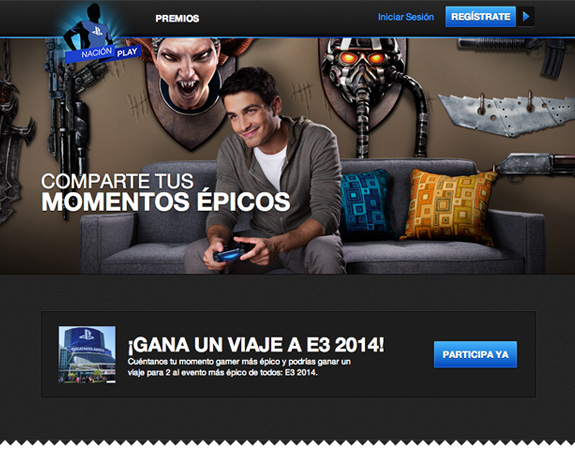 NACIÓN
PLAY
PREMIOS
Iniciar Sesión
REGÍSTRATE
COMPARTE TUS
MOMENTOS ÉPICOS
¡GANA UN VIAJE A E3 2014!
Cuéntanos tu momento gamer más épico y podrías ganar un
viaje para 2 al evento más épico de todos: E3 2014.
PARTICIPA YA